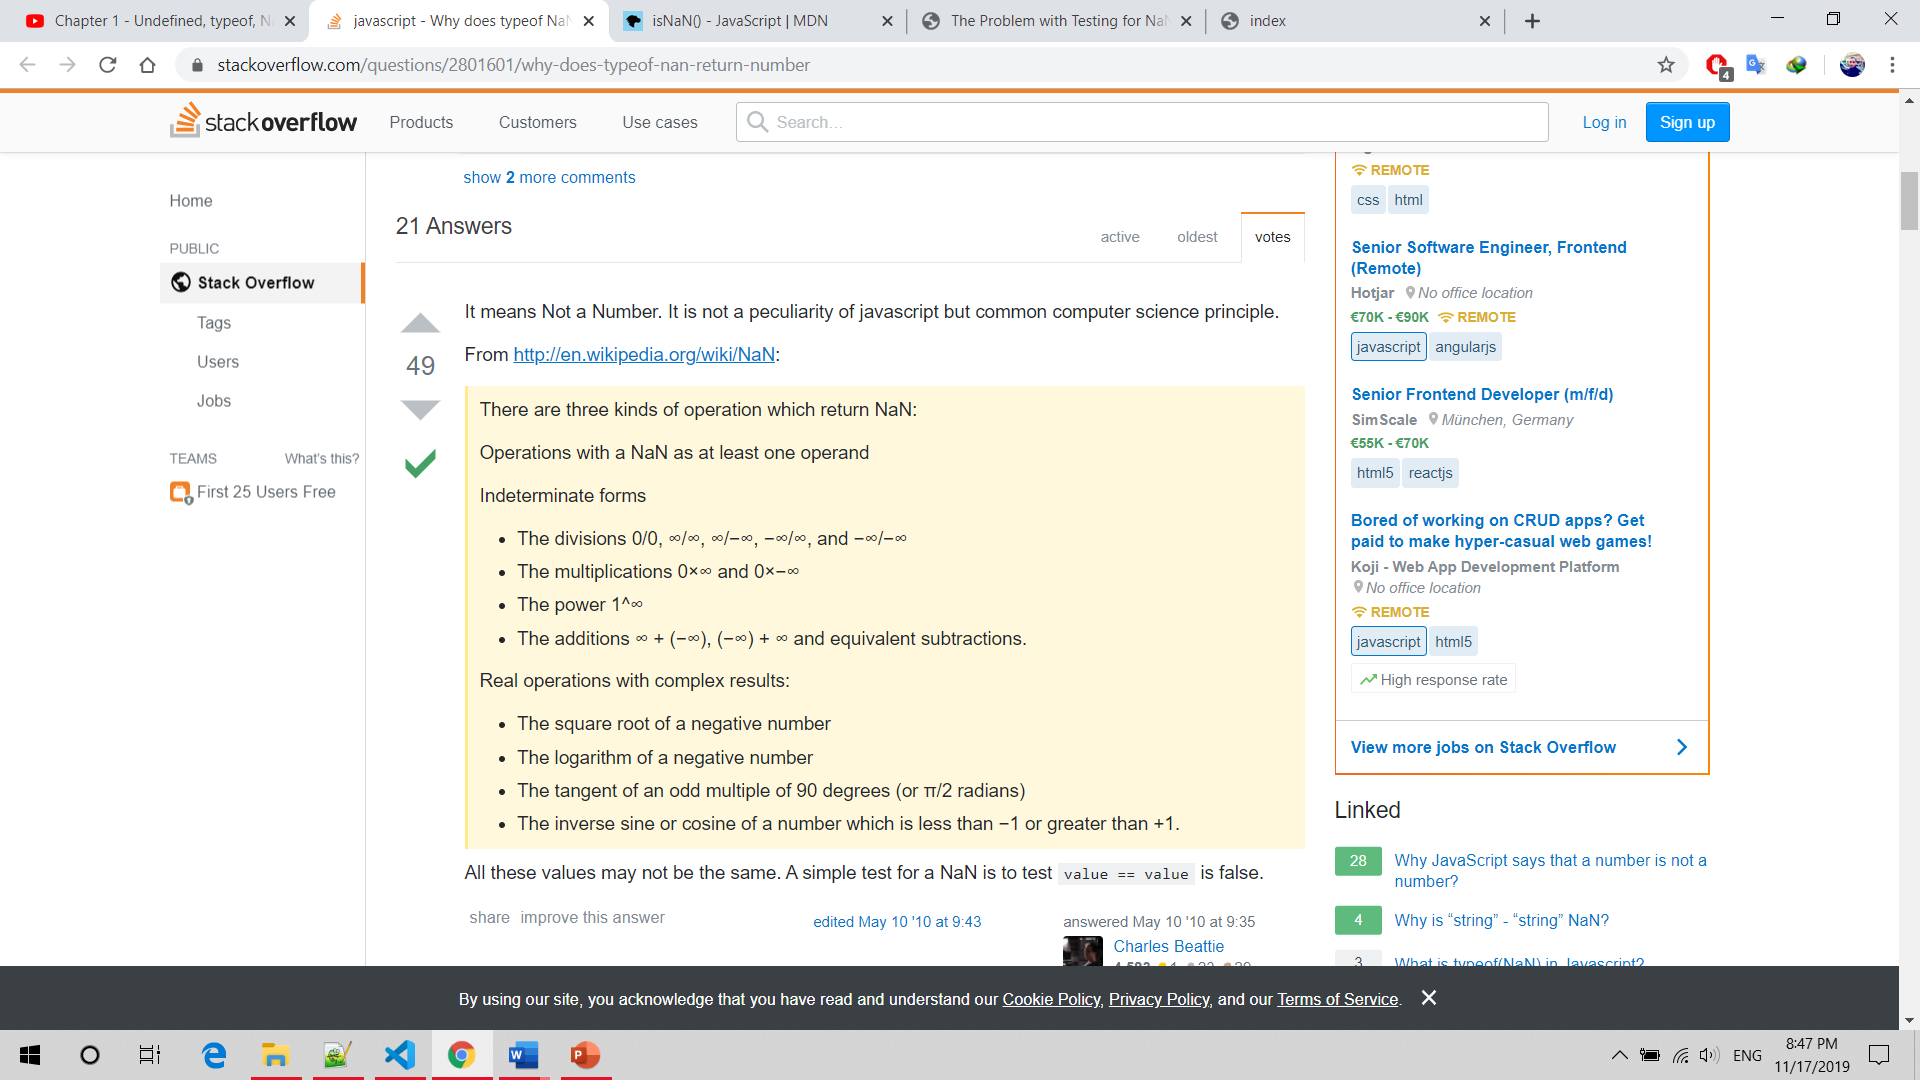 Chapter 1 - Undefined, typeof, N
javascript - Why does typeof NaN
isNaN() - JavaScript | MDN
The Problem with Testing for NaN
index
stackoverflow.com/questions/2801601/why-does-typeof-nan-return-number
4
stackoverflow
Products
Customers
Use cases
Search...
Log in
Sign up
Home
PUBLIC
Stack Overflow
Tags
Users
Jobs
TEAMS
What's this?
First 25 Users Free
show 2 more comments
21 Answers
active
oldest
votes
49
It means Not a Number. It is not a peculiarity of javascript but common computer science principle.
From http://en.wikipedia.org/wiki/NaN:
There are three kinds of operation which return NaN:
Operations with a NaN as at least one operand
Indeterminate forms
• The divisions 0/0, ∞/∞, ∞/−∞, −∞/∞, and −∞/−∞
• The multiplications 0×∞ and 0×−∞
• The power 1^∞
• The additions ∞ + (−∞), (−∞) + ∞ and equivalent subtractions.
Real operations with complex results:
• The square root of a negative number
• The logarithm of a negative number
• The tangent of an odd multiple of 90 degrees (or π/2 radians)
• The inverse sine or cosine of a number which is less than −1 or greater than +1.
All these values may not be the same. A simple test for a NaN is to test value == value is false.
share improve this answer
edited May 10 '10 at 9:43
answered May 10 '10 at 9:35
Charles Beattie
REMOTE
css html
Senior Software Engineer, Frontend
(Remote)
Hotjar No office location
€70K - €90K REMOTE
javascript angularjs
Senior Frontend Developer (m/f/d)
SimScale München, Germany
€55K - €70K
html5 reactjs
Bored of working on CRUD apps? Get
paid to make hyper-casual web games!
Koji - Web App Development Platform
No office location
REMOTE
javascript html5
High response rate
View more jobs on Stack Overflow
Linked
28 Why JavaScript says that a number is not a
number?
4 Why is “string” - “string” NaN?
3 What is typeof(NaN) in Javascript?
By using our site, you acknowledge that you have read and understand our Cookie Policy, Privacy Policy, and our Terms of Service.
ENG
8:47 PM
11/17/2019